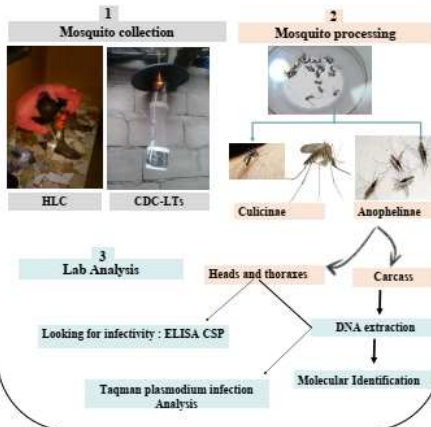 1
Mosquito collection
HLC
CDC-LTs
2
Mosquito processing
Culicinae
Anophelinae
3
Lab Analysis
Heads and thoraxes
Carcass
Looking for infectivity : ELISA CSP
DNA extraction
Taqman plasmodium infection
Analysis
Molecular Identification